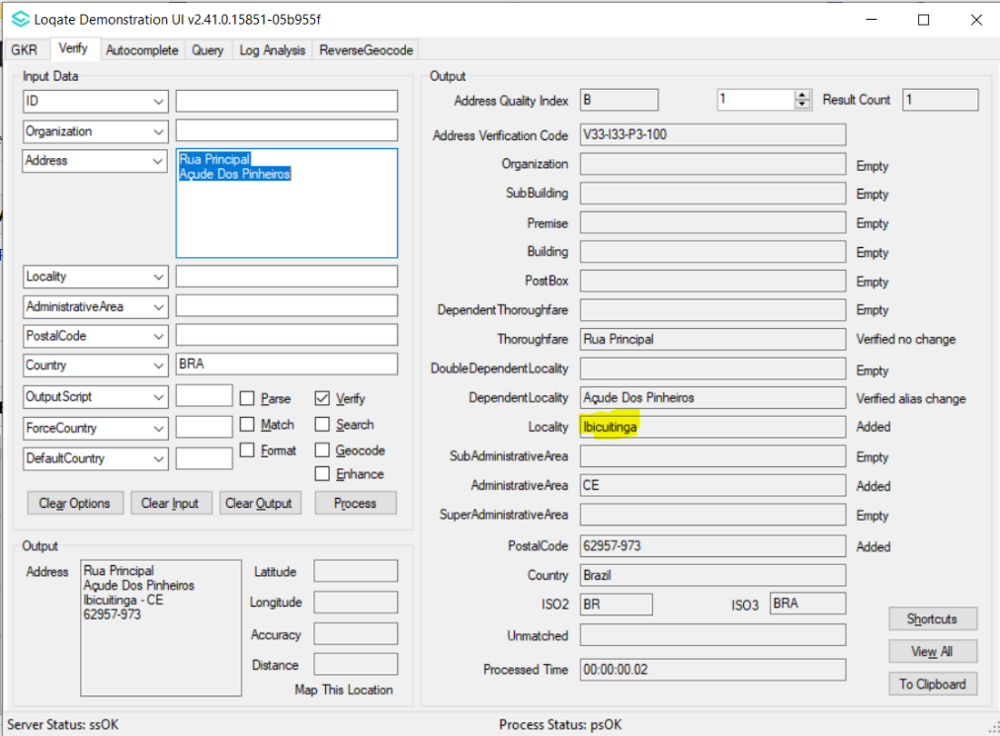 Loqate Demonstration UI v2.41.0.15851-05b955f
GKR Verify Autocomplete Query Log Analysis ReverseGeocode
Input Data
ID
Organization
Address
Rua Principal
Açude Dos Pinheiros
Locality
AdministrativeArea
PostalCode
Country BRA
OutputScript Parse Verify
ForceCountry Match Search
DefaultCountry Format Geocode
Enhance
Clear Options Clear Input Clear Output Process
Output
Address
Rua Principal
Açude Dos Pinheiros
Ibicuitinga - CE
62957-973
Latitude
Longitude
Accuracy
Distance
Map This Location
Output
Address Quality Index B 1 Result Count 1
Address Verification Code V33-I33-P3-100
Organization Empty
SubBuilding Empty
Premise Empty
Building Empty
PostBox Empty
DependentThoroughfare Empty
Thoroughfare Rua Principal Verified no change
DoubleDependentLocality Empty
DependentLocality Açude Dos Pinheiros Verified alias change
Locality Ibicuitinga Added
SubAdministrativeArea Empty
AdministrativeArea CE Added
SuperAdministrativeArea Empty
PostalCode 62957-973 Added
Country Brazil
ISO2 BR ISO3 BRA
Unmatched
Processed Time 00:00:00.02
Shortcuts
View All
To Clipboard
Server Status: ssOK Process Status: psOK